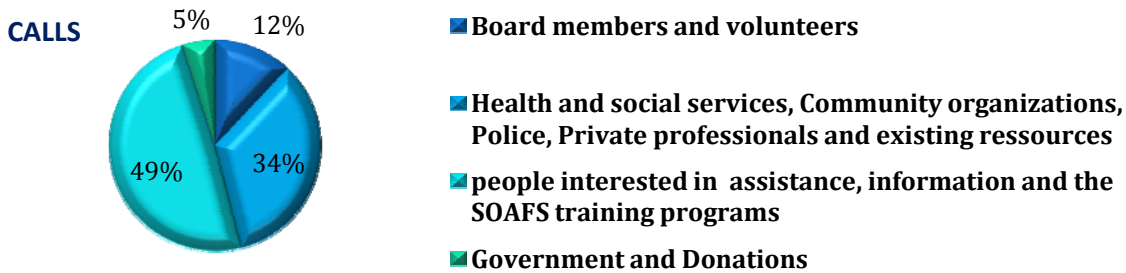 CALLS
5%
12%
49%
34%
Board members and volunteers
Health and social services, Community organizations,
Police, Private professionals and existing ressources
people interested in assistance, information and the
SOAFS training programs
Government and Donations